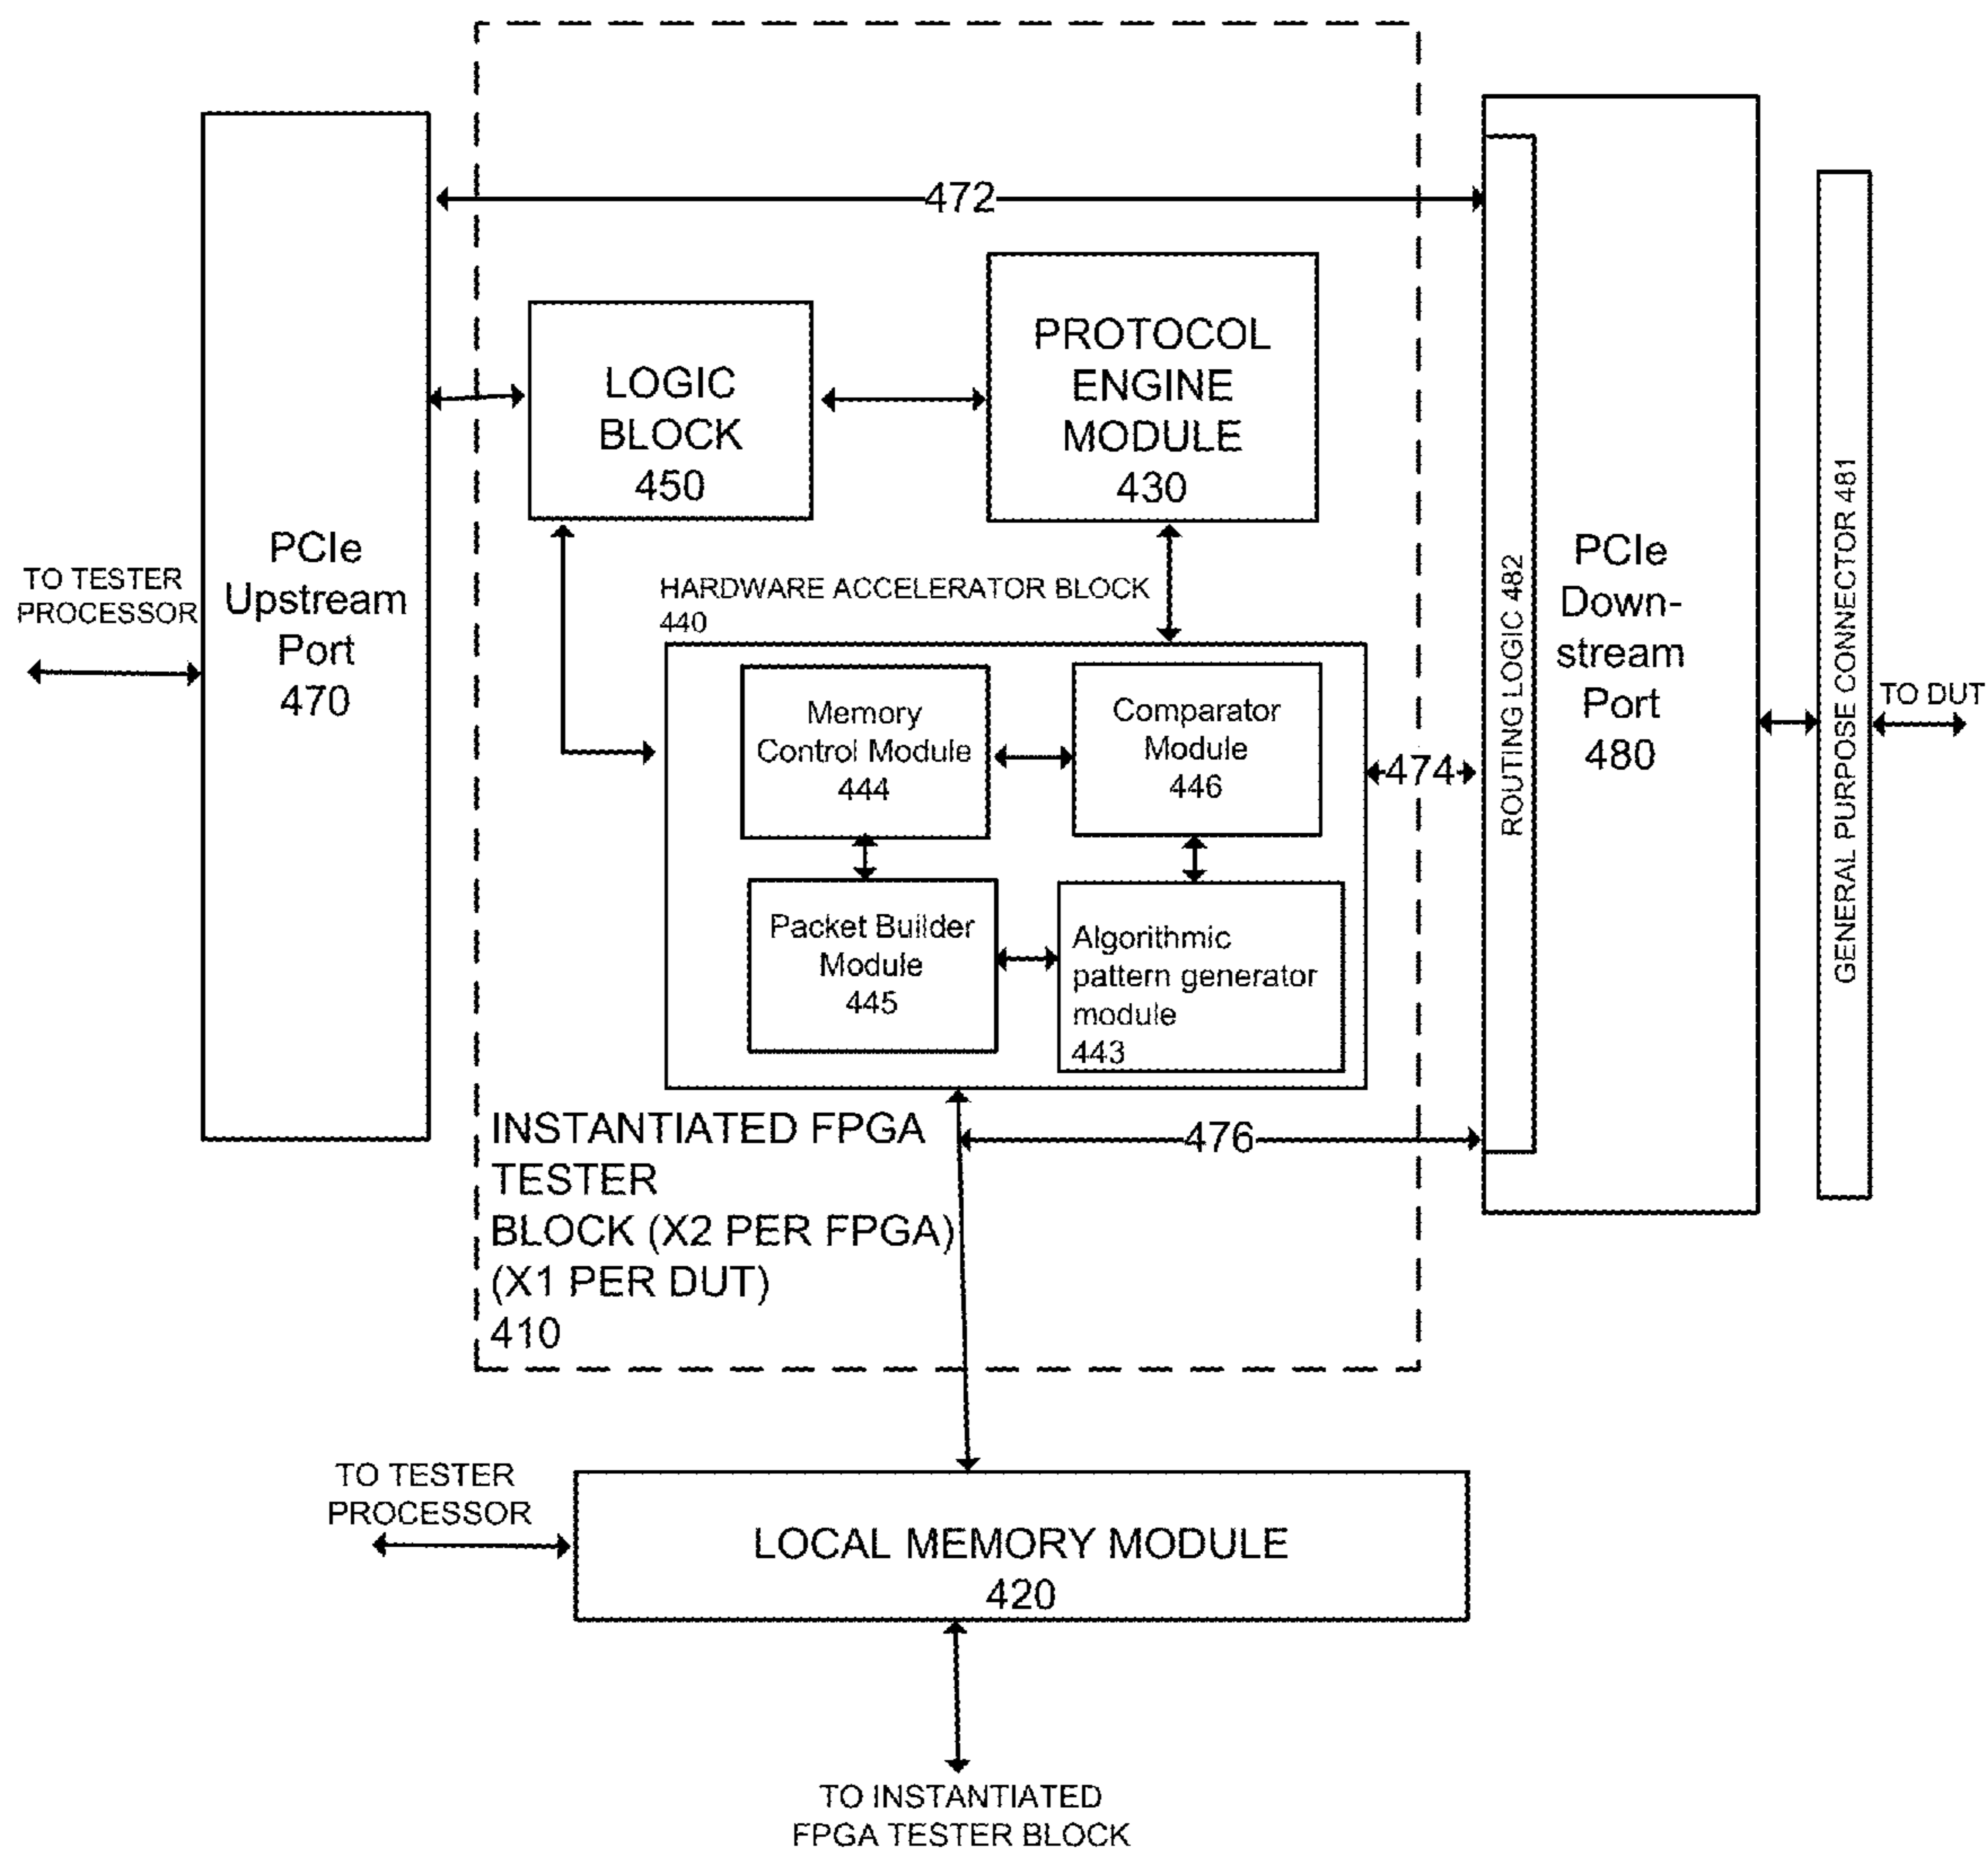 472
LOGIC
BLOCK
450
PROTOCOL
ENGINE
MODULE
430
PCIe
Upstream
Port
470
TO TESTER
PROCESSOR
HARDWARE ACCELERATOR BLOCK
440
Memory
Control Module
444
Comparator
Module
446
Packet Builder
Module
445
Algorithmic
pattern generator
module
443
474
476
ROUTING LOGIC 482
PCIe
Down-
stream
Port
480
GENERAL PURPOSE CONNECTOR 481
TO DUT
INSTANTIATED FPGA
TESTER
BLOCK (X2 PER FPGA)
(X1 PER DUT)
410
TO TESTER
PROCESSOR
LOCAL MEMORY MODULE
420
TO INSTANTIATED
FPGA TESTER BLOCK